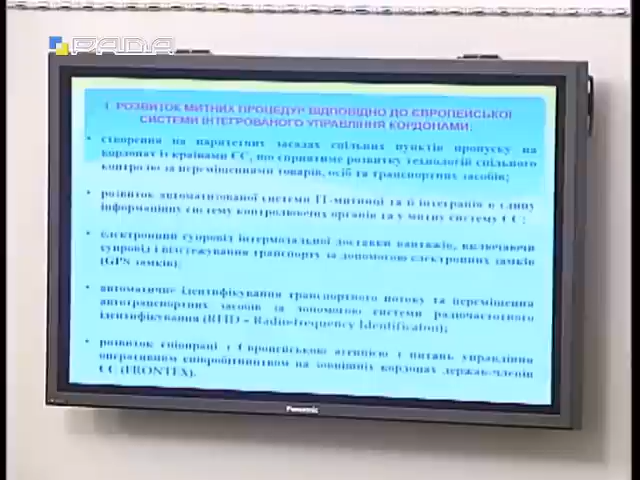 РАДА
І. РОЗВИТОК МИТНИХ ПРОЦЕДУР ВІДПОВІДНО ДО ЄВРОПЕЙСЬКОЇ
СИСТЕМИ ІНТЕГРОВАНОГО УПРАВЛІННЯ КОРДОНАМИ:
• створення на паритетних засадах спільних пунктів пропуску на
кордонах із країнами ЄС, що сприятиме розвитку технологій спільного
контролю за переміщеннями товарів, осіб та транспортних засобів;
• розвиток автоматизованої системи ІТ-митниці та її інтеграція в єдину
інформаційну систему контролюючих органів та у митну систему ЄС;
• електронний супровід інтермодальної доставки вантажів, включаючи
супровід і відстежування транспорту за допомогою електронних замків
(GPN замків);
• автоматичне ідентифікування транспортного потоку та переміщення
автотранспортних засобів за допомогою системи радіочастотного
ідентифікування (RFID – Radio-frequency Identification);
• розвиток співпраці з Європейською агенцією з питань управління
оперативним співробітництвом на зовнішніх кордонах держав-членів
ЄС (FRONTEX).
Panasonic